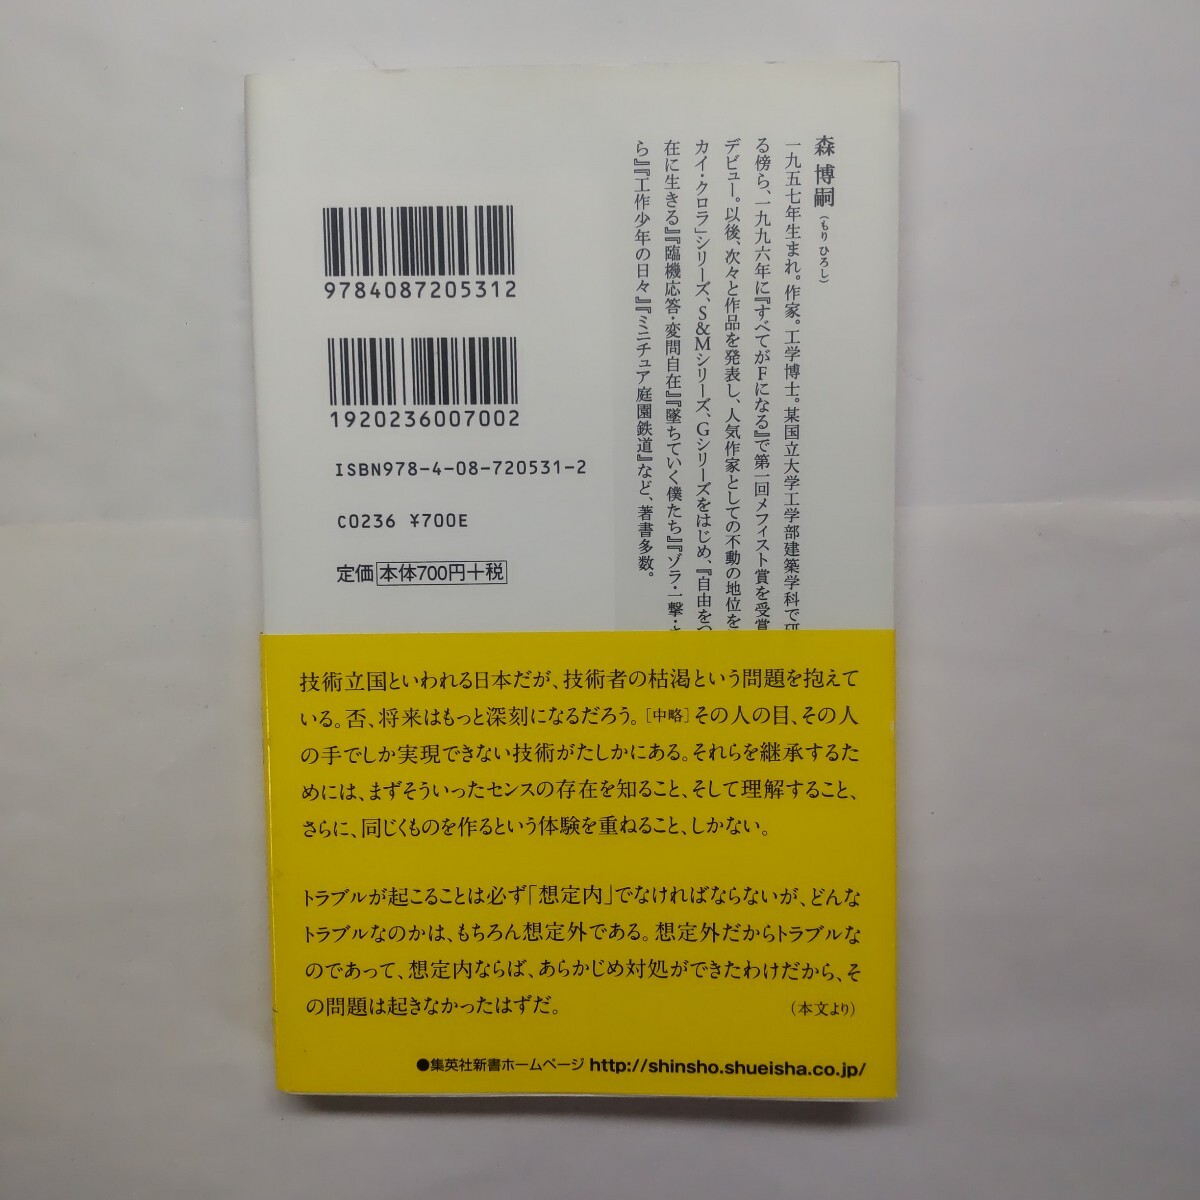 森 博嗣（もり ひろし）
一九五七年生まれ。作家。工学博士。某国立大学工学部建築学科で
る傍ら、一九九六年に『すべてがFになる』で第一回メフィスト賞を受賞
デビュー。以後、次々と作品を発表し、人気作家としての不動の地位を
カイ・クロラ」シリーズ、S&Mシリーズ、Gシリーズをはじめ、『自由をつ
在に生きる』『臨機応答・変問自在』『墜ちていく僕たち』『ゾラ・一撃・
ら』『工作少年の日々』『ミニチュア庭園鉄道』など、著書多数。
9784087205312
1920236007002
ISBN978-4-08-720531-2
C0236 ¥700E
定価 本体700円十税
技術立国といわれる日本だが、技術者の枯渇という問題を抱えて
いる。否、将来はもっと深刻になるだろう。［中略］その人の目、その人
の手でしか実現できない技術がたしかにある。それらを継承するた
めには、まずそういったセンスの存在を知ること、そして理解すること、
さらに、同じくものを作るという体験を重ねること、しかない。
トラブルが起こることは必ず「想定内」でなければならないが、どんな
トラブルなのかは、もちろん想定外である。想定外だからトラブルな
のであって、想定内ならば、あらかじめ対処ができたわけだから、そ
の問題は起きなかったはずだ。
（本文より）
●集英社新書ホームページ http://shinsho.shueisha.co.jp/